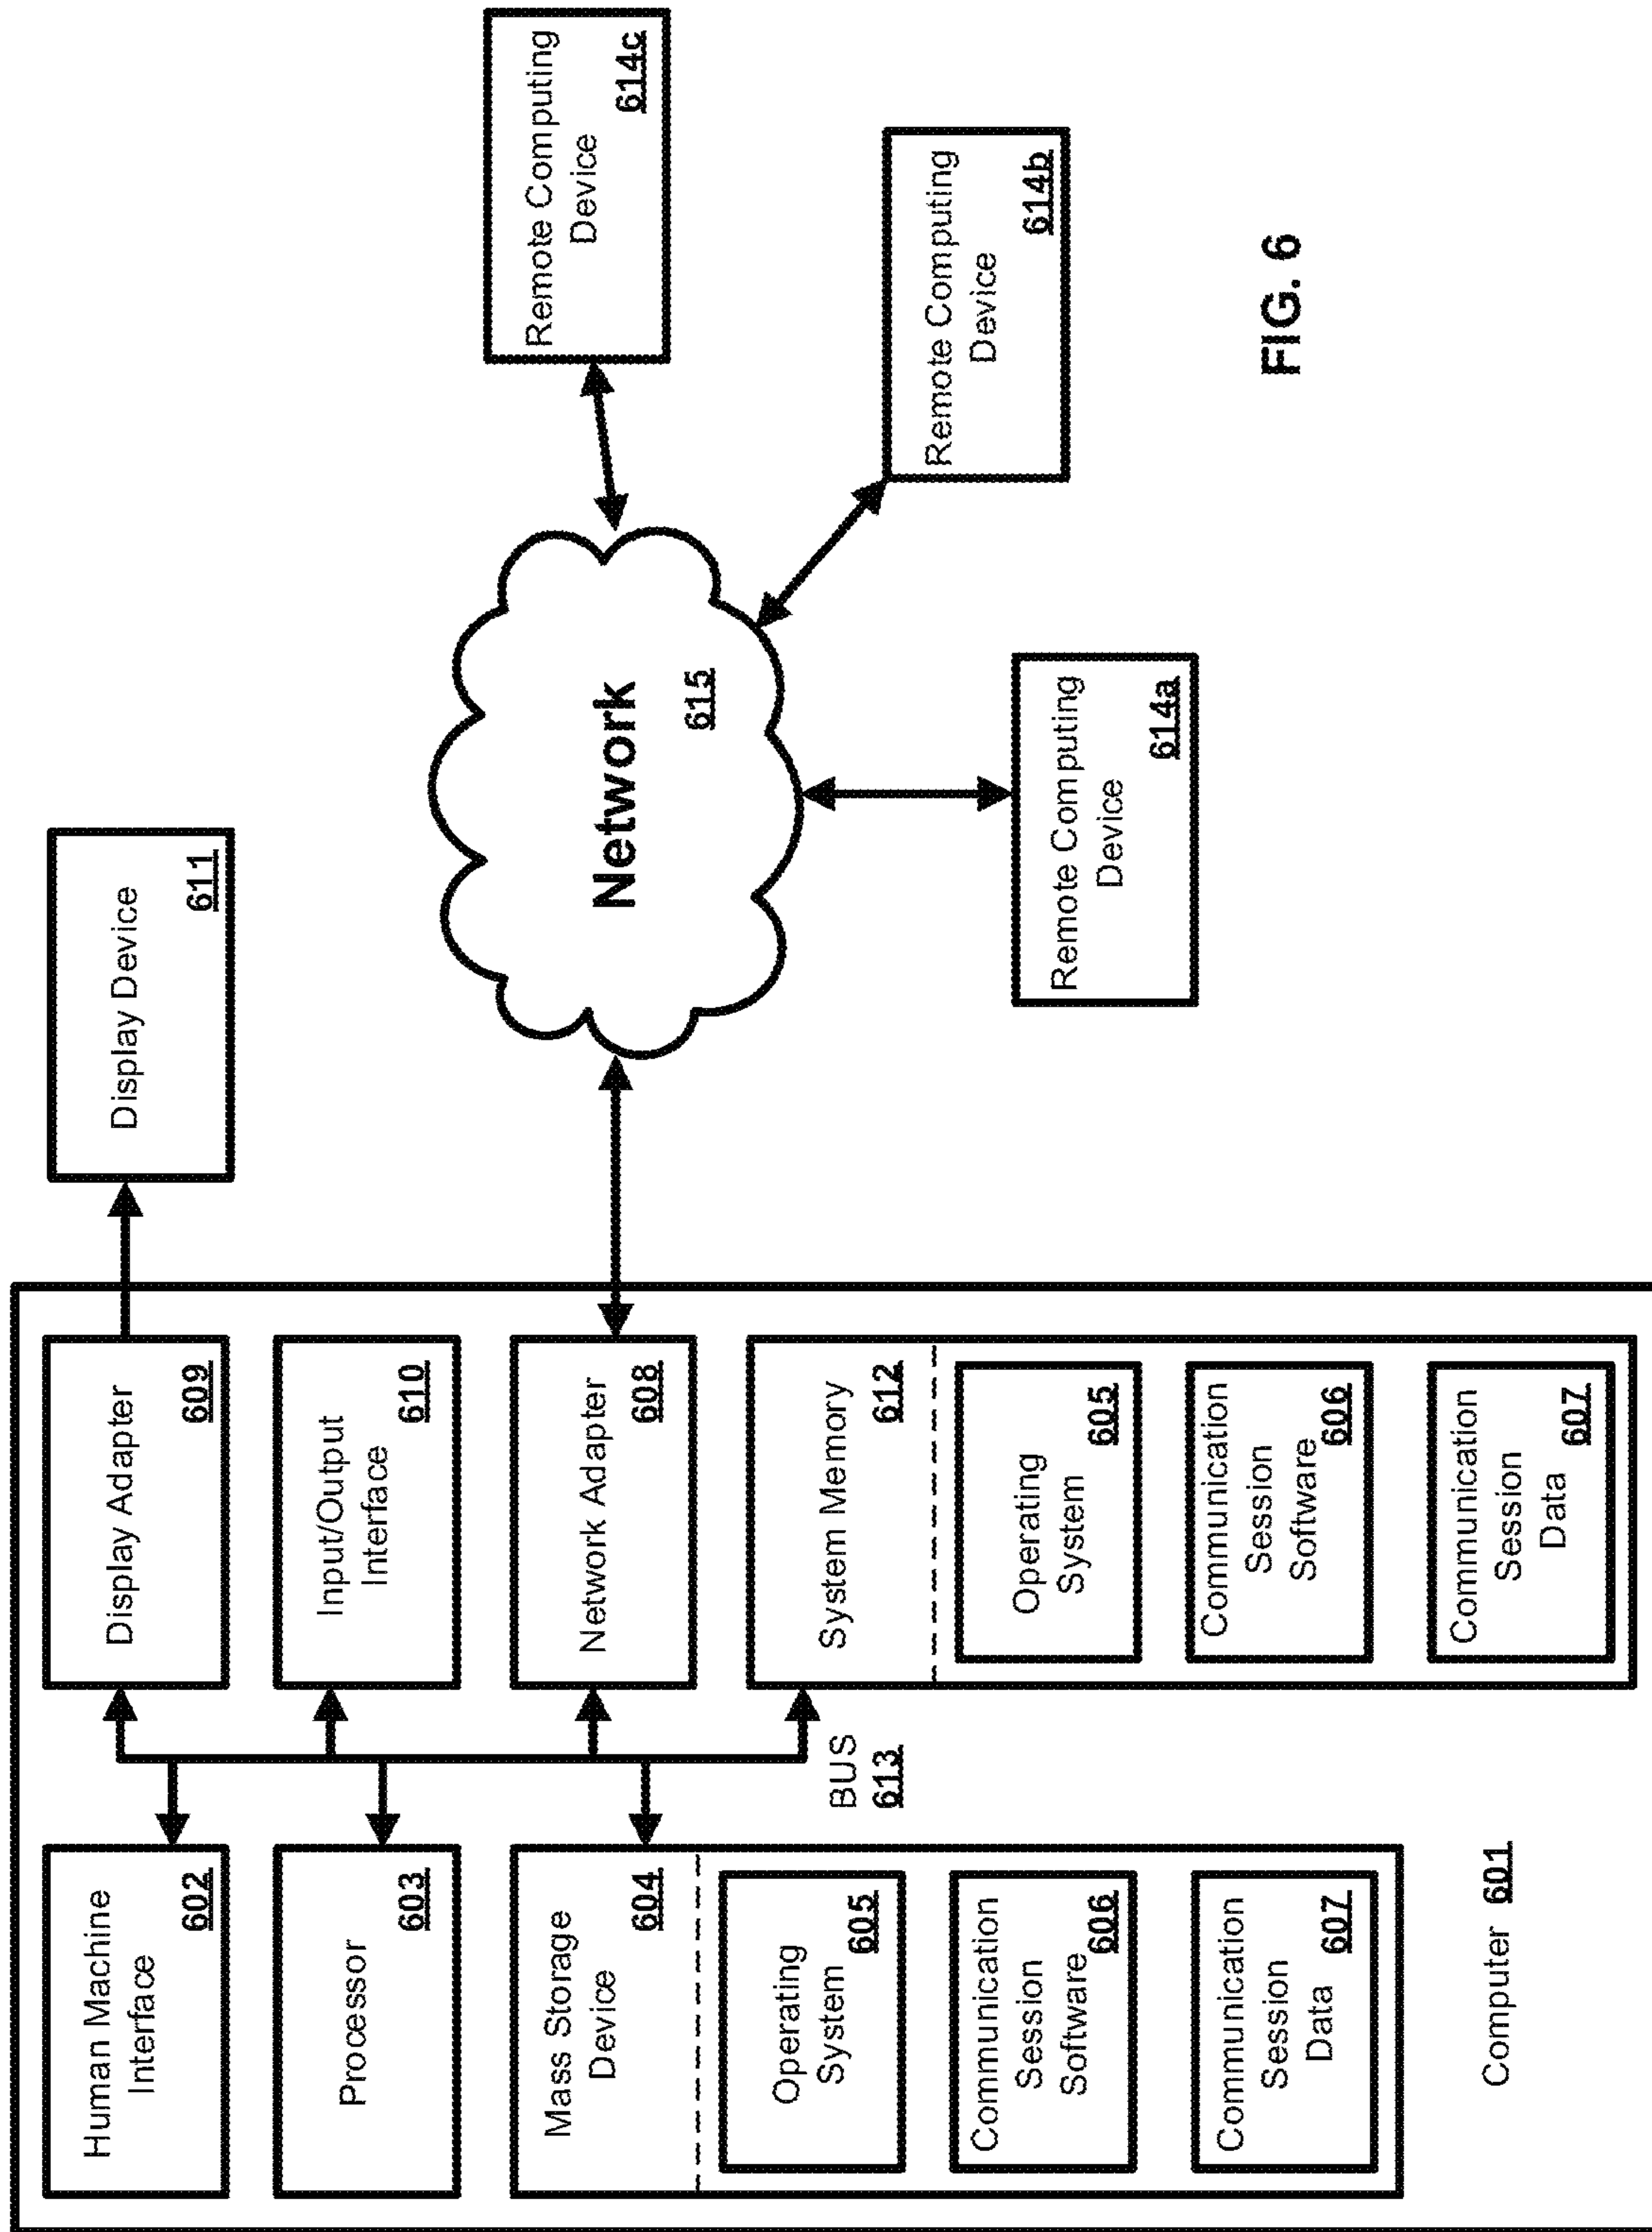 Human Machine
Interface
602
Processor
603
Mass Storage
Device
604
Operating
System
605
Communication
Session
Software
606
Communication
Session
Data
607
Computer 601
BUS
613
Display Adapter
609
Input/Output
Interface
610
Network Adapter
608
System Memory
612
Operating
System
605
Communication
Session
Software
606
Communication
Session
Data
607
Display Device
611
Network
615
Remote Computing
Device
614a
Remote Computing
Device
614b
Remote Computing
Device
614c
FIG. 6